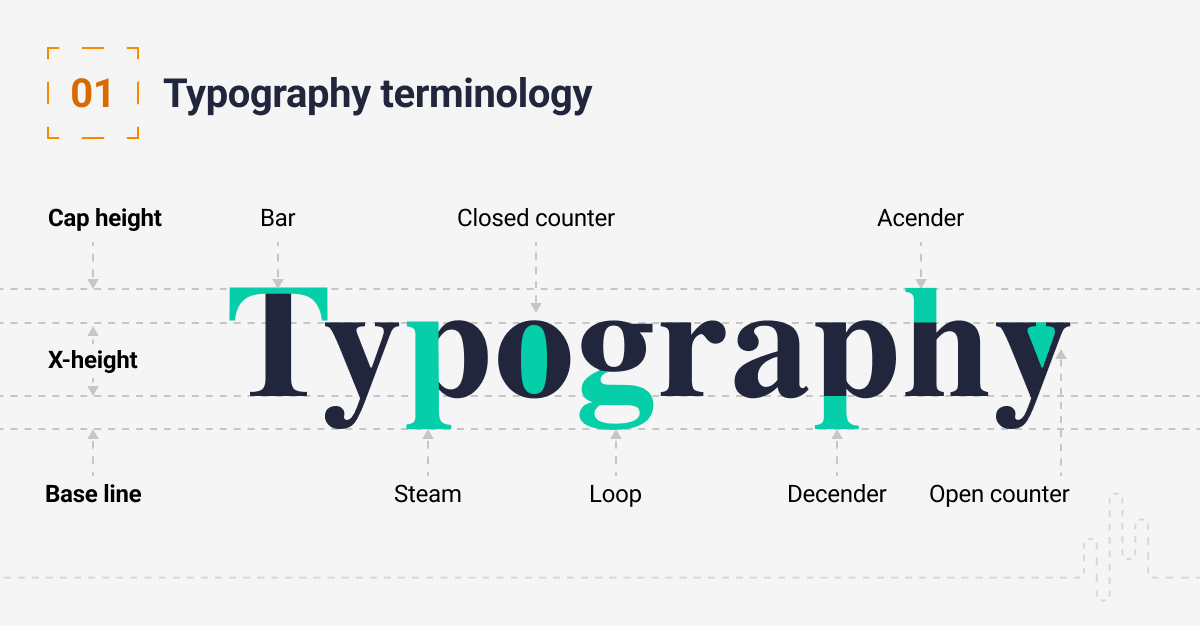 01 Typography terminology
Cap height Bar Closed counter Acender
Typography
X-height
Base line Steam Loop Decender Open counter